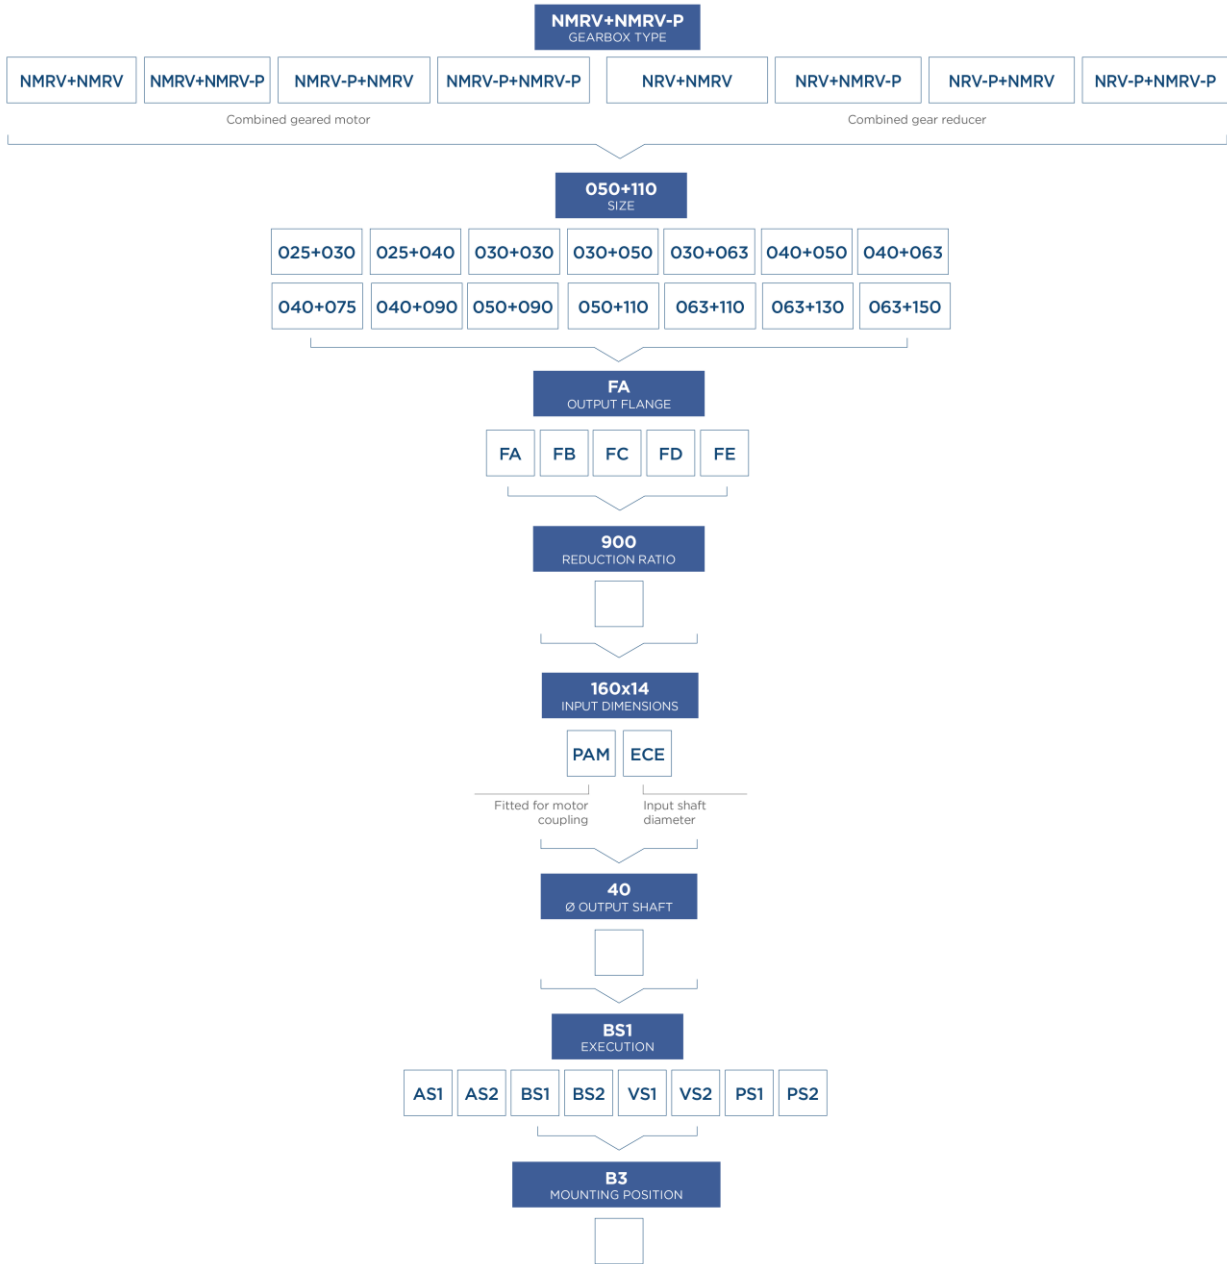 NMRV+NMRV-P
GEARBOX TYPE
NMRV+NMRV NMRV+NMRV-P NMRV-P+NMRV NMRV-P+NMRV-P NRV+NMRV NRV+NMRV-P NRV-P+NMRV NRV-P+NMRV-P
Combined geared motor Combined gear reducer
050+110
SIZE
025+030 025+040 030+030 030+050 030+063 040+050 040+063
040+075 040+090 050+090 050+110 063+110 063+130 063+150
FA
OUTPUT FLANGE
FA FB FC FD FE
900
REDUCTION RATIO
160x14
INPUT DIMENSIONS
PAM ECE
Fitted for motor
coupling
Input shaft
diameter
40
Ø OUTPUT SHAFT
BS1
EXECUTION
AS1 AS2 BS1 BS2 VS1 VS2 PS1 PS2
B3
MOUNTING POSITION